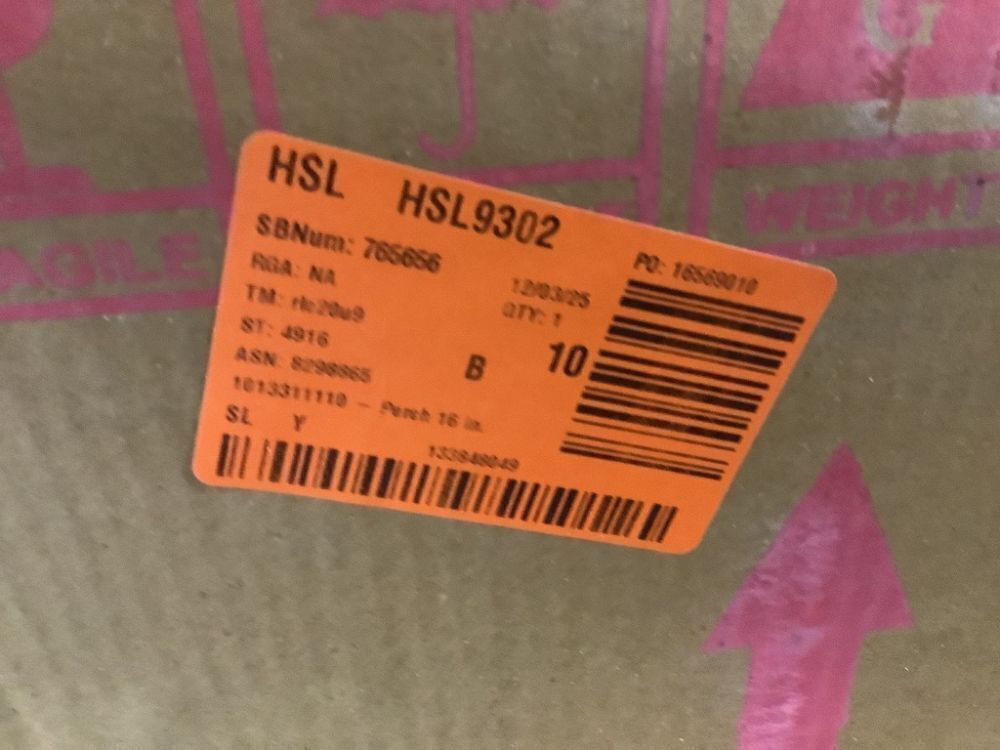 G
WEIGHT
AGILE
HSL HSL9302
SBNum: 765656
PO: 16569010
RGA: NA
12/03/25
TM: rlc20u9
QTY: 1
ST: 4916
B 10
ASN: 8298865
1013311110 – Perch 16 in.
SL Y
133848049